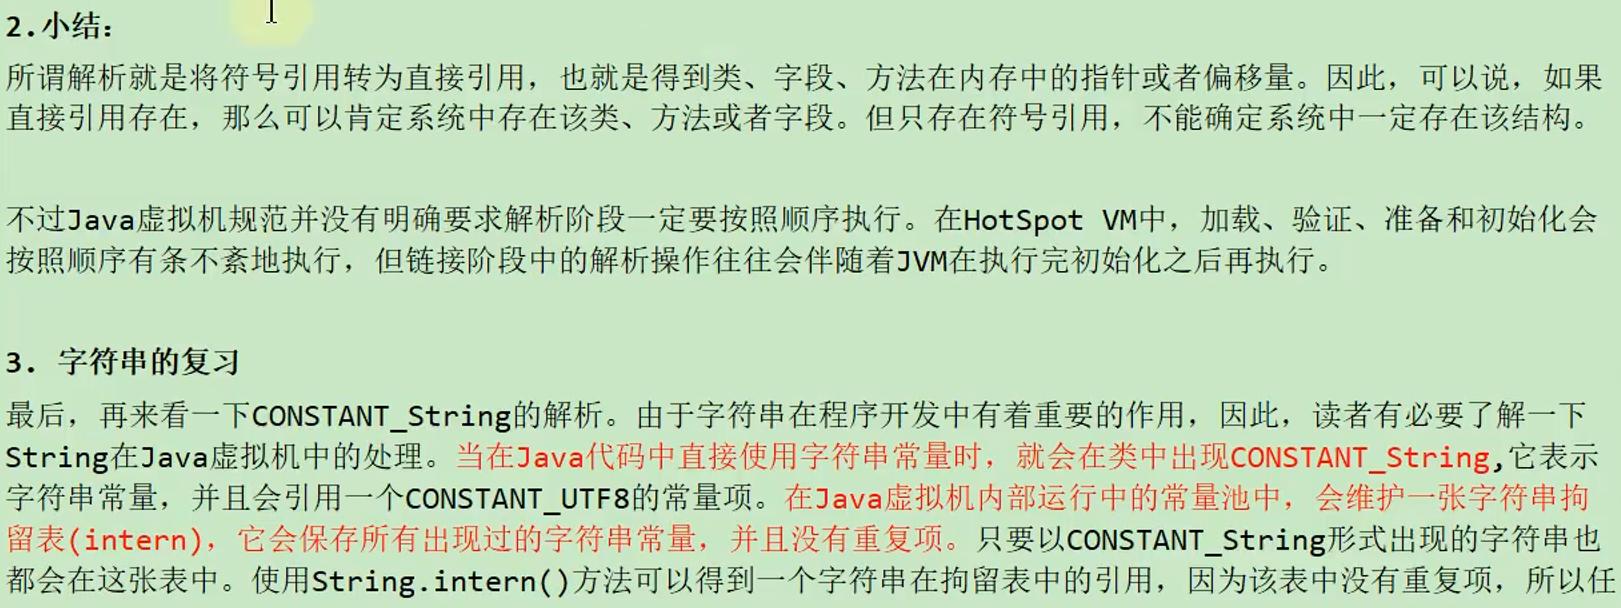 2.小结：
所谓解析就是将符号引用转为直接引用，也就是得到类、字段、方法在内存中的指针或者偏移量。因此，可以说，如果
直接引用存在，那么可以肯定系统中存在该类、方法或者字段。但只存在符号引用，不能确定系统中一定存在该结构。
不过Java虚拟机规范并没有明确要求解析阶段一定要按照顺序执行。在HotSpot VM中，加载、验证、准备和初始化会
按照顺序有条不紊地执行，但链接阶段中的解析操作往往会伴随着JVM在执行完初始化之后再执行。
3. 字符串的复习
最后，再来看一下CONSTANT_String的解析。由于字符串在程序开发中有着重要的作用，因此，读者有必要了解一下
String在Java虚拟机中的处理。当在Java代码中直接使用字符串常量时，就会在类中出现CONSTANT_String,它表示
字符串常量，并且会引用一个CONSTANT_UTF8的常量项。在Java虚拟机内部运行中的常量池中，会维护一张字符串拘
留表(intern)，它会保存所有出现过的字符串常量，并且没有重复项。只要以CONSTANT_String形式出现的字符串也
都会在这张表中。使用String.intern()方法可以得到一个字符串在拘留表中的引用，因为该表中没有重复项，所以任